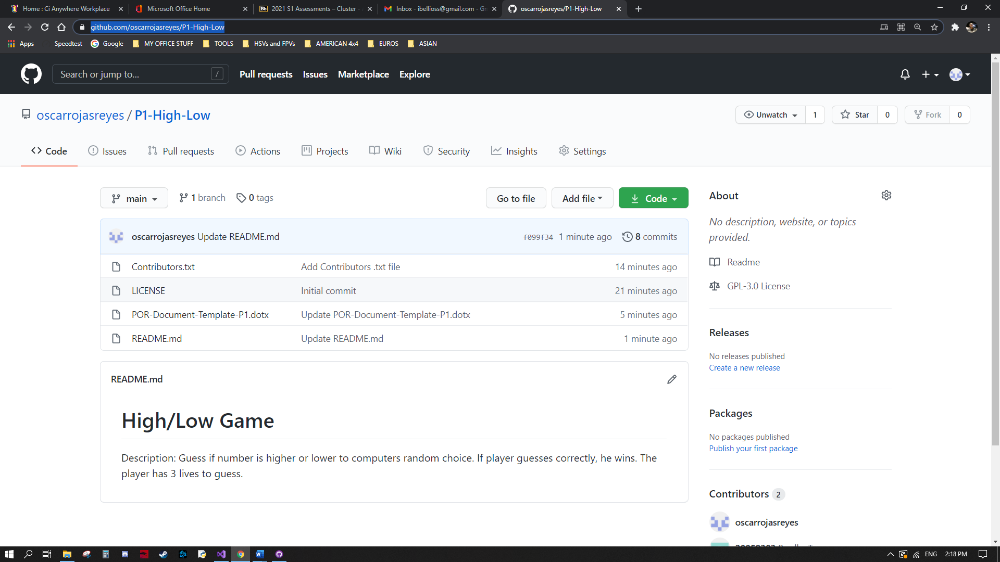 Home : Ci Anywhere Workplace
Microsoft Office Home
Bb 2021 S1 Assessments – Cluster -
Inbox - ibellioss@gmail.com - Gm
oscarrojasreyes/P1-High-Low
github.com/oscarrojasreyes/P1-High-Low
Apps
Speedtest
Google
MY OFFICE STUFF
TOOLS
HSVs and FPVs
AMERICAN 4x4
EUROS
ASIAN
Search or jump to...
/
Pull requests
Issues
Marketplace
Explore
oscarrojasreyes / P1-High-Low
Unwatch 1
Star 0
Fork 0
Code
Issues
Pull requests
Actions
Projects
Wiki
Security
Insights
Settings
main
1 branch
0 tags
Go to file
Add file
Code
oscarrojasreyes Update README.md f099f34 1 minute ago 8 commits
Contributors.txt Add Contributors .txt file 14 minutes ago
LICENSE Initial commit 21 minutes ago
POR-Document-Template-P1.dotx Update POR-Document-Template-P1.dotx 5 minutes ago
README.md Update README.md 1 minute ago
README.md
High/Low Game
Description: Guess if number is higher or lower to computers random choice. If player guesses correctly, he wins. The
player has 3 lives to guess.
About
No description, website, or topics
provided.
Readme
GPL-3.0 License
Releases
No releases published
Create a new release
Packages
No packages published
Publish your first package
Contributors 2
oscarrojasreyes
ENG
2:18 PM